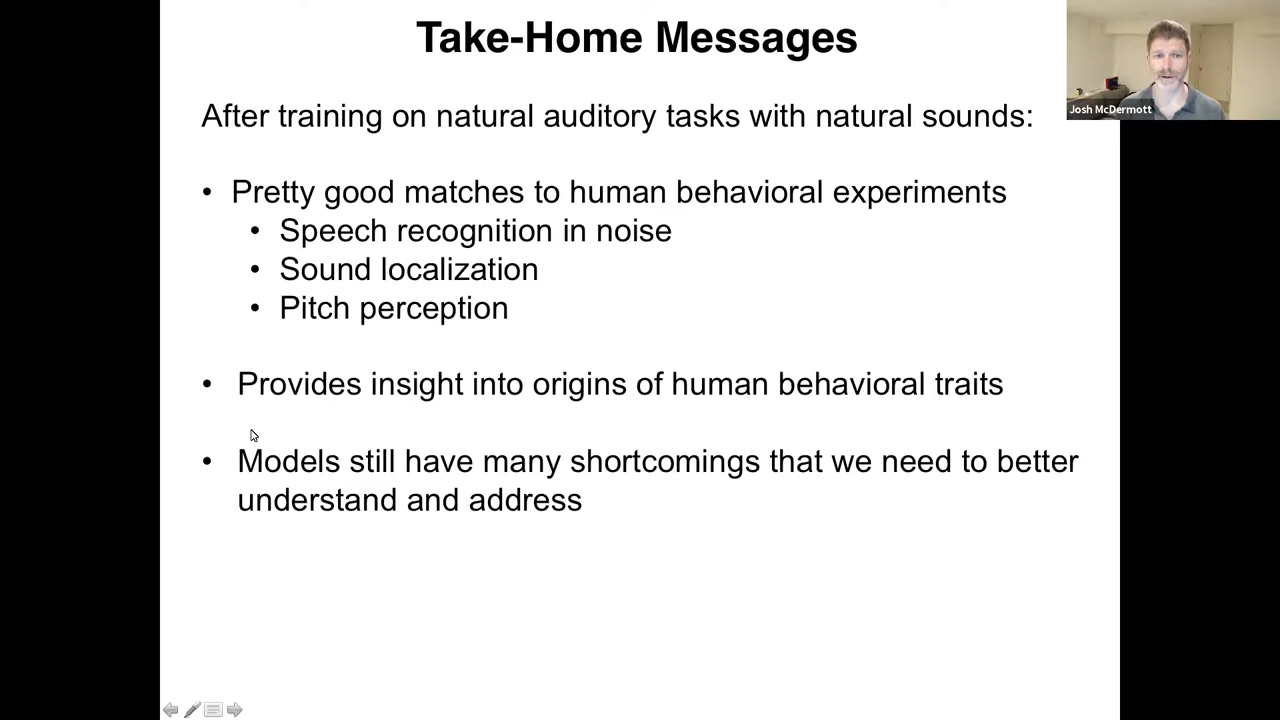 Take-Home Messages
Josh McDermott
After training on natural auditory tasks with natural sounds:
• Pretty good matches to human behavioral experiments
• Speech recognition in noise
• Sound localization
• Pitch perception
• Provides insight into origins of human behavioral traits
• Models still have many shortcomings that we need to better
understand and address